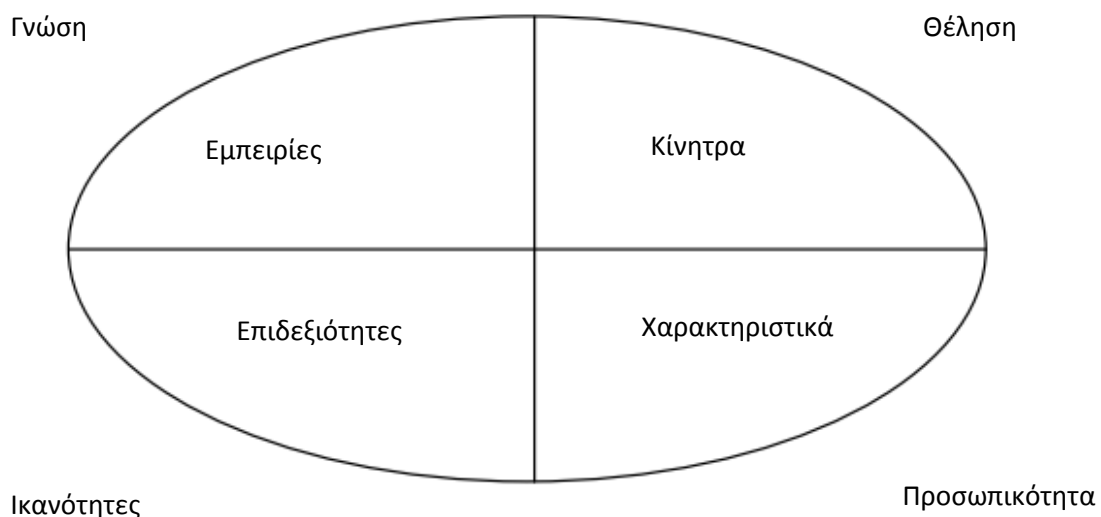 Γνώση
Θέληση
Εμπειρίες
Κίνητρα
Επιδεξιότητες
Χαρακτηριστικά
Ικανότητες
Προσωπικότητα